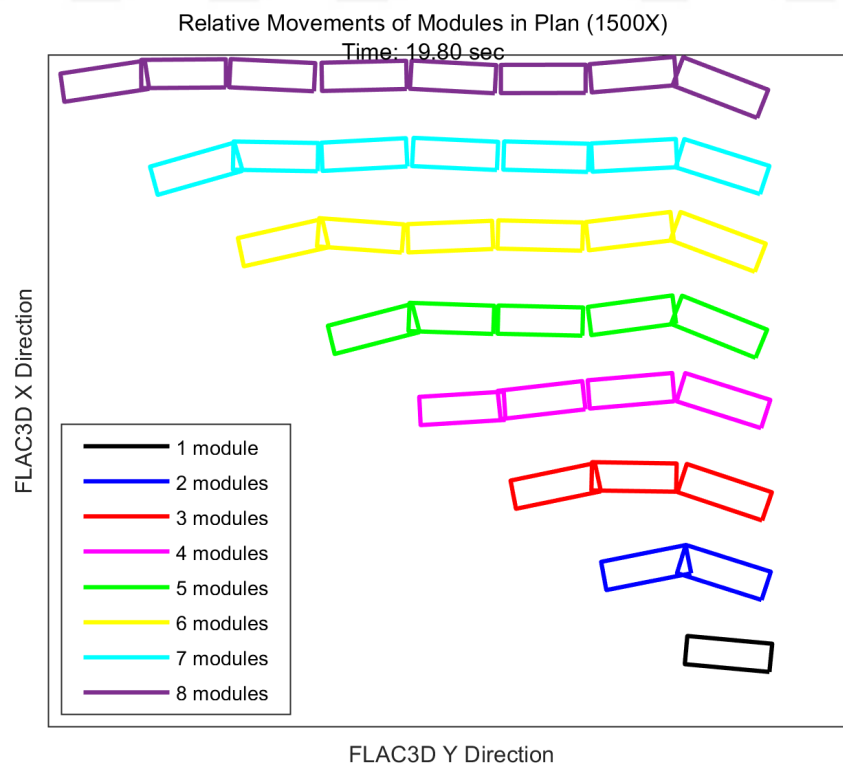 Relative Movements of Modules in Plan (1500X)
Time: 19.80 sec
FLAC3D X Direction
1 module
2 modules
3 modules
4 modules
5 modules
6 modules
7 modules
8 modules
FLAC3D Y Direction